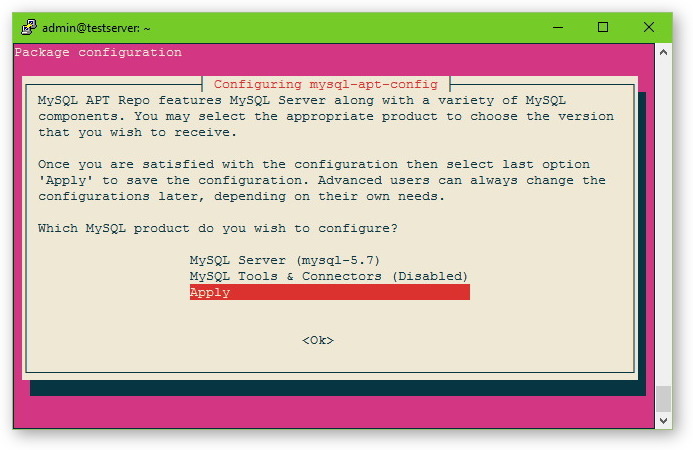 admin@testserver: ~
Package configuration
Configuring mysql-apt-config
MySQL APT Repo features MySQL Server along with a variety of MySQL
components. You may select the appropriate product to choose the version
that you wish to receive.
Once you are satisfied with the configuration then select last option
'Apply' to save the configuration. Advanced users can always change the
configurations later, depending on their own needs.
Which MySQL product do you wish to configure?
MySQL Server (mysql-5.7)
MySQL Tools & Connectors (Disabled)
Apply
<Ok>